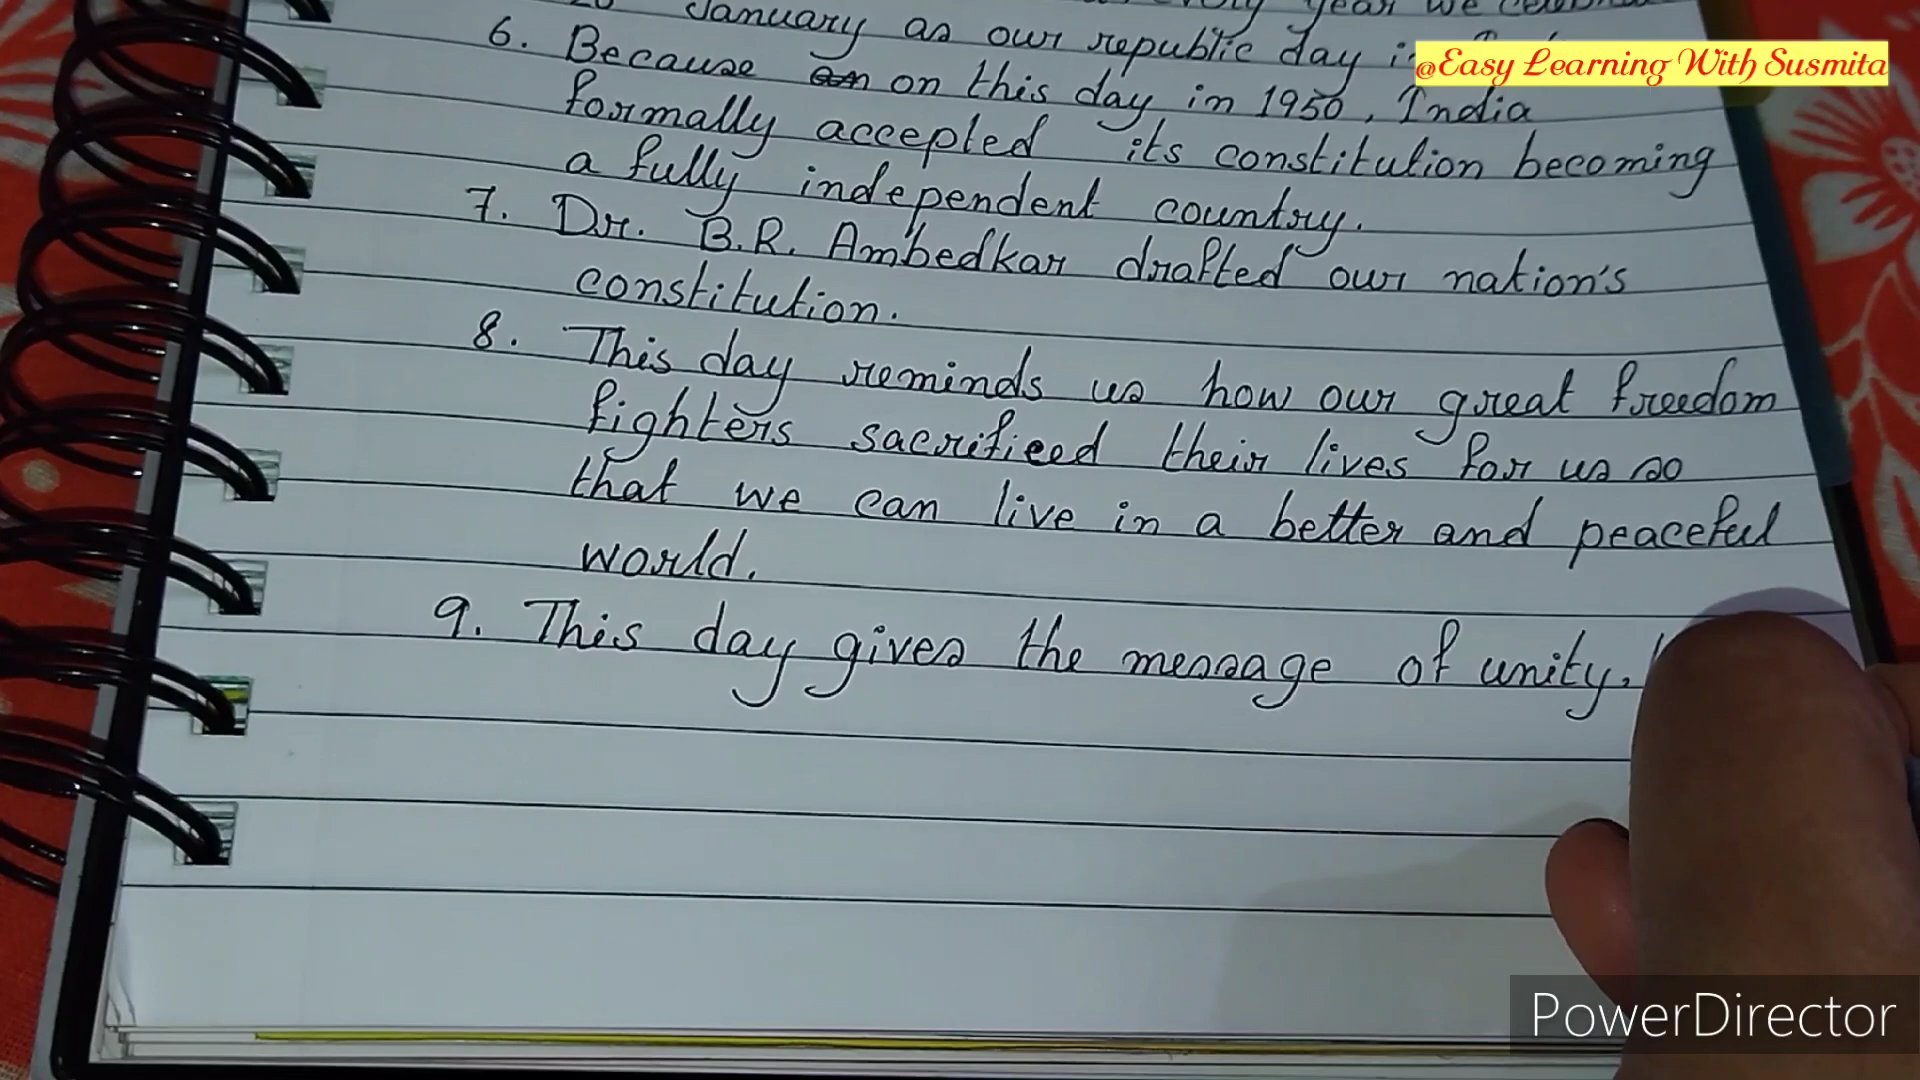 year we
January as our republic day
@Easy Learning With Susmita
6. Because on on this day in 1950, India
formally accepted its constitution becoming
a fully independent country.
7. Dr. B.R. Ambedkar drafted our nation's
constitution.
8. This day reminds us how our great freedom
fighters sacrificed their lives for us so
that we can live in a better and peaceful
world.
9. This day gives the message of unity.
PowerDirector